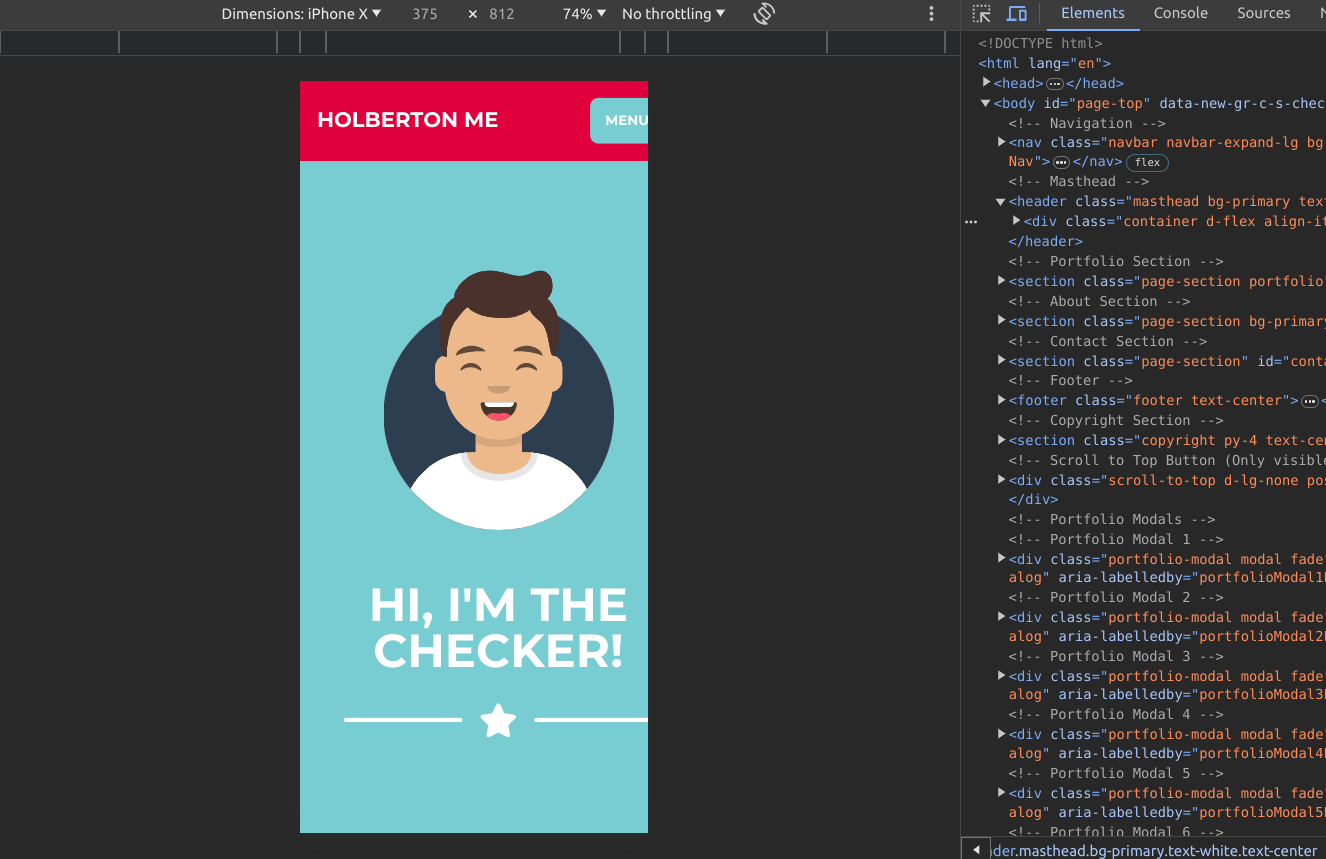 Dimensions: iPhone X ▼ 375 × 812 74% ▼ No throttling ▼
Elements Console Sources
HOLBERTON ME
MENU
HI, I'M THE
CHECKER!
<!DOCTYPE html>
<html lang="en">
▶<head>…</head>
▼<body id="page-top" data-new-gr-c-s-chec
<!-- Navigation -->
▶<nav class="navbar navbar-expand-lg bg
Nav">…</nav> flex
<!-- Masthead -->
▼<header class="masthead bg-primary tex
▶<div class="container d-flex align-it
</header>
<!-- Portfolio Section -->
▶<section class="page-section portfolio
<!-- About Section -->
▶<section class="page-section bg-primary
<!-- Contact Section -->
▶<section class="page-section" id="conta
<!-- Footer -->
▶<footer class="footer text-center">…<
<!-- Copyright Section -->
▶<section class="copyright py-4 text-cen
<!-- Scroll to Top Button (Only visible
▶<div class="scroll-to-top d-lg-none pos
</div>
<!-- Portfolio Modals -->
<!-- Portfolio Modal 1 -->
▶<div class="portfolio-modal modal fade"
alog" aria-labelledby="portfolioModal1
<!-- Portfolio Modal 2 -->
▶<div class="portfolio-modal modal fade"
alog" aria-labelledby="portfolioModal2
<!-- Portfolio Modal 3 -->
▶<div class="portfolio-modal modal fade"
alog" aria-labelledby="portfolioModal3
<!-- Portfolio Modal 4 -->
▶<div class="portfolio-modal modal fade"
alog" aria-labelledby="portfolioModal4
<!-- Portfolio Modal 5 -->
▶<div class="portfolio-modal modal fade"
alog" aria-labelledby="portfolioModal5
<!-- Portfolio Modal 6 -->
der.masthead.bg-primary.text-white.text-center